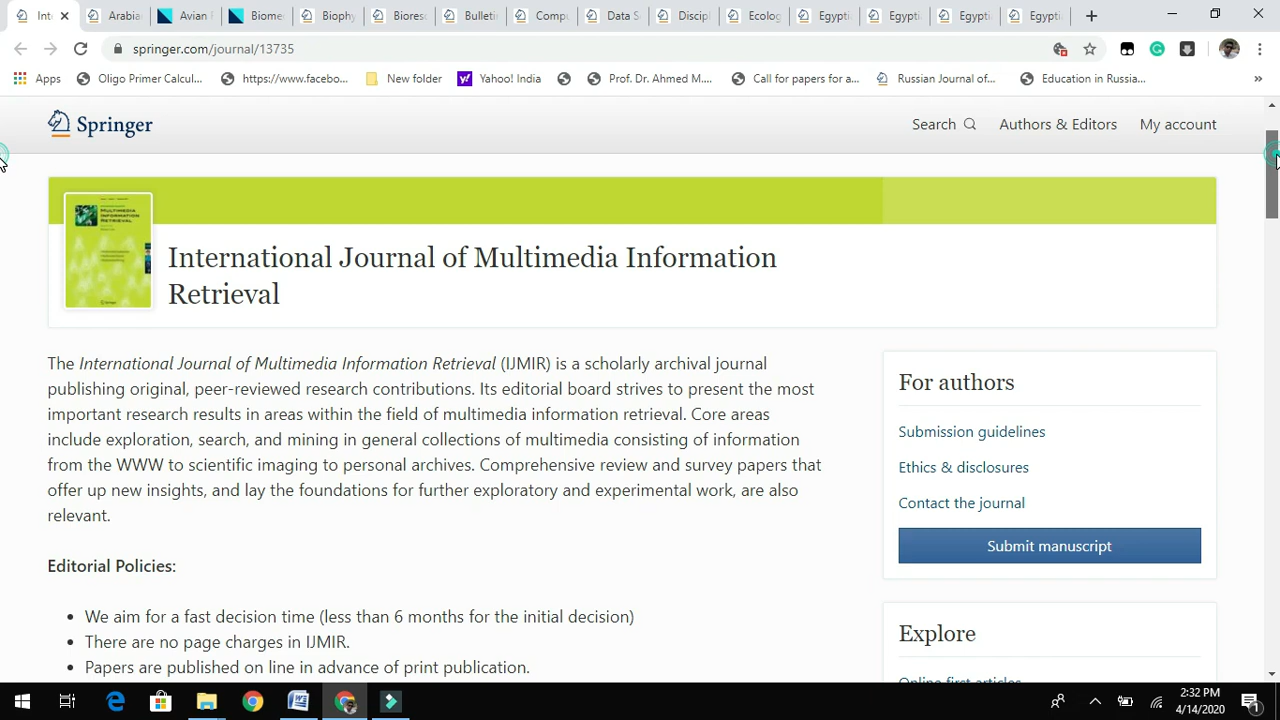 Int
Arabia
Avian F
Biome
Biophy
Biores
Bulleti
Compu
Data S
Discipl
Ecolog
Egypti
Egypti
Egypti
Egypti
springer.com/journal/13735
Apps
Oligo Primer Calcul...
https://www.facebo...
New folder
Yahoo! India
Prof. Dr. Ahmed M....
Call for papers for a...
Russian Journal of...
Education in Russia...
»
Springer
Search
Authors & Editors
My account
MULTIMEDIA
INFORMATION
RETRIEVAL
International Journal of Multimedia Information
Retrieval
The International Journal of Multimedia Information Retrieval (IJMIR) is a scholarly archival journal
publishing original, peer-reviewed research contributions. Its editorial board strives to present the most
important research results in areas within the field of multimedia information retrieval. Core areas
include exploration, search, and mining in general collections of multimedia consisting of information
from the WWW to scientific imaging to personal archives. Comprehensive review and survey papers that
offer up new insights, and lay the foundations for further exploratory and experimental work, are also
relevant.
Editorial Policies:
• We aim for a fast decision time (less than 6 months for the initial decision)
• There are no page charges in IJMIR.
• Papers are published on line in advance of print publication.
For authors
Submission guidelines
Ethics & disclosures
Contact the journal
Submit manuscript
Explore
Online first articles
2:32 PM
4/14/2020
1